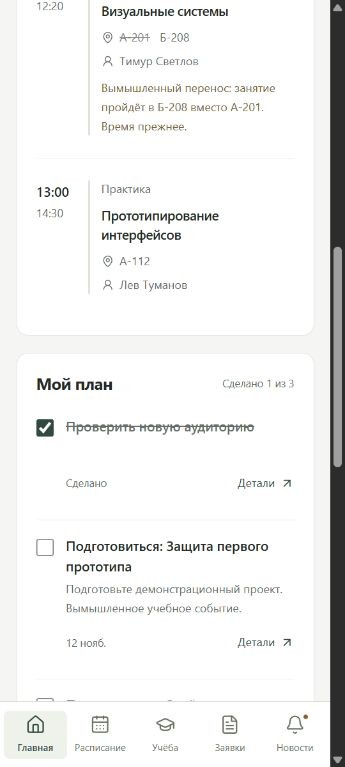 12:20
Визуальные системы
А-201 Б-208
Тимур Светлов
Вымышленный перенос: занятие
пройдёт в Б-208 вместо А-201.
Время прежнее.
13:00
Практика
14:30
Прототипирование
интерфейсов
А-112
Лев Туманов
Мой план
Сделано 1 из 3
Проверить новую аудиторию
Сделано
Детали
Подготовиться: Защита первого
прототипа
Подготовьте демонстрационный проект.
Вымышленное учебное событие.
12 нояб.
Детали
Главная
Расписание
Учёба
Заявки
Новости